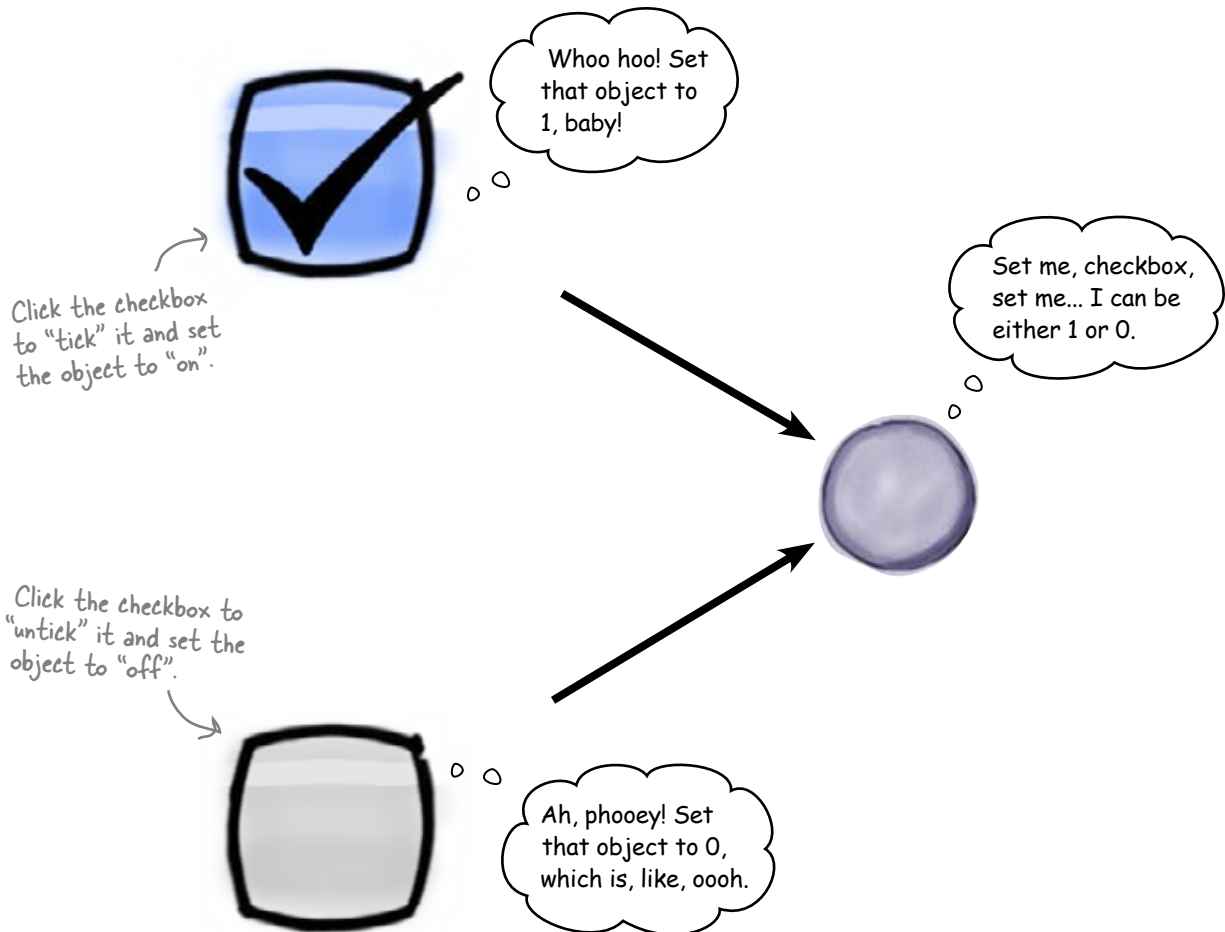 Whoo hoo! Set
that object to
1, baby!
Click the checkbox
to “tick” it and set
the object to “on”.
Set me, checkbox,
set me... I can be
either 1 or 0.
Click the checkbox to
“untick” it and set the
object to “off”.
Ah, phooey! Set
that object to 0,
which is, like, oooh.